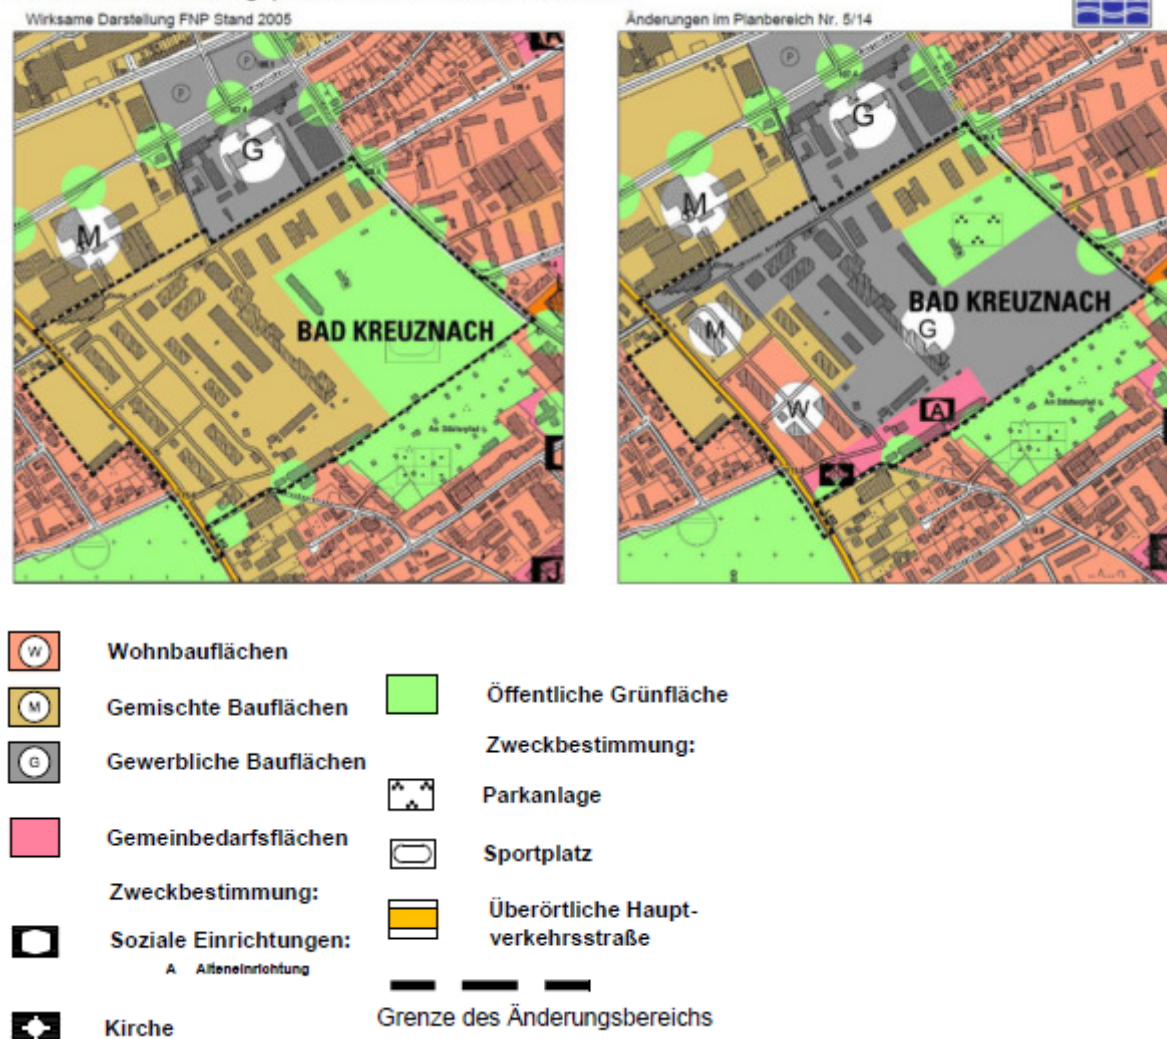 Wirksame Darstellung FNP Stand 2005
Änderungen im Planbereich Nr. 5/14
P
P
G
M
BAD KREUZNACH
P
G
M
BAD KREUZNACH
M
G
W
A
W
Wohnbauflächen
M
Gemischte Bauflächen
G
Gewerbliche Bauflächen
Gemeinbedarfsflächen
Zweckbestimmung:
Soziale Einrichtungen:
A Alteneinrichtung
Kirche
Öffentliche Grünfläche
Zweckbestimmung:
Parkanlage
Sportplatz
Überörtliche Haupt-
verkehrsstraße
Grenze des Änderungsbereichs